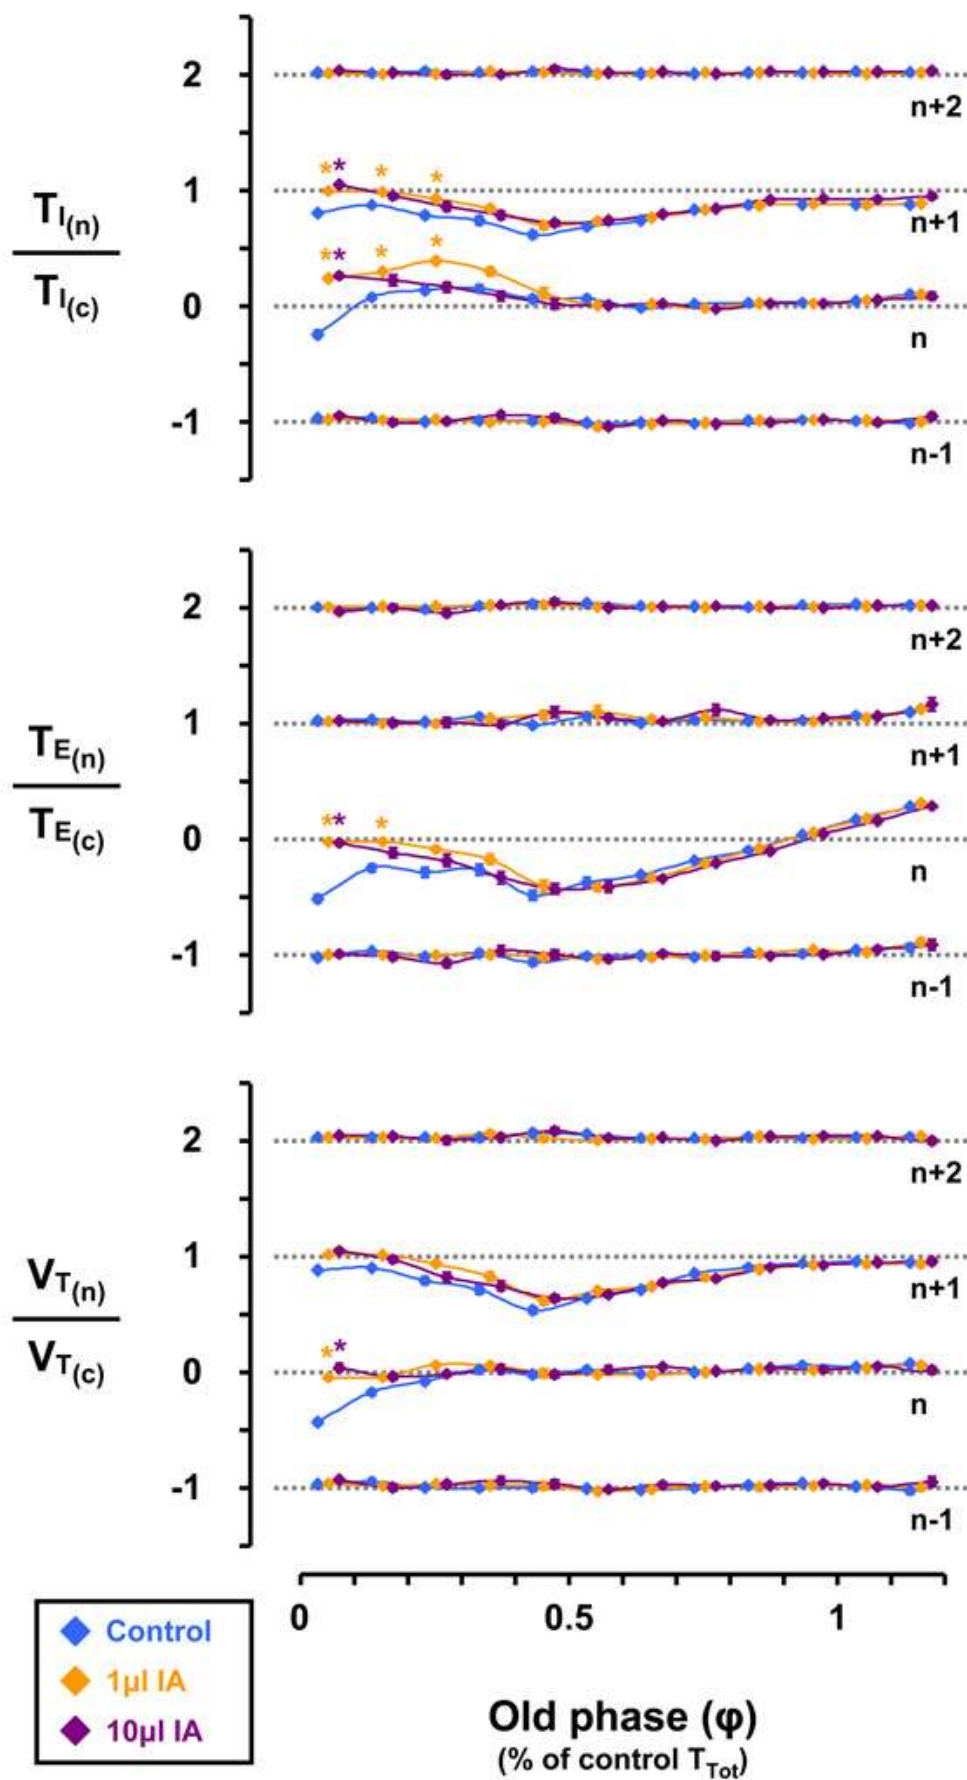 2
n+2
* * * *
1
n+1
T_I(n)
T_I(c)
* * * *
0
n
-1
n-1
2
n+2
1
n+1
T_E(n)
T_E(c)
* * *
0
n
-1
n-1
2
n+2
1
n+1
V_T(n)
V_T(c)
* *
0
n
-1
n-1
0 0.5 1
Control
1µl IA
10µl IA
Old phase (φ)
(% of control T_Tot)